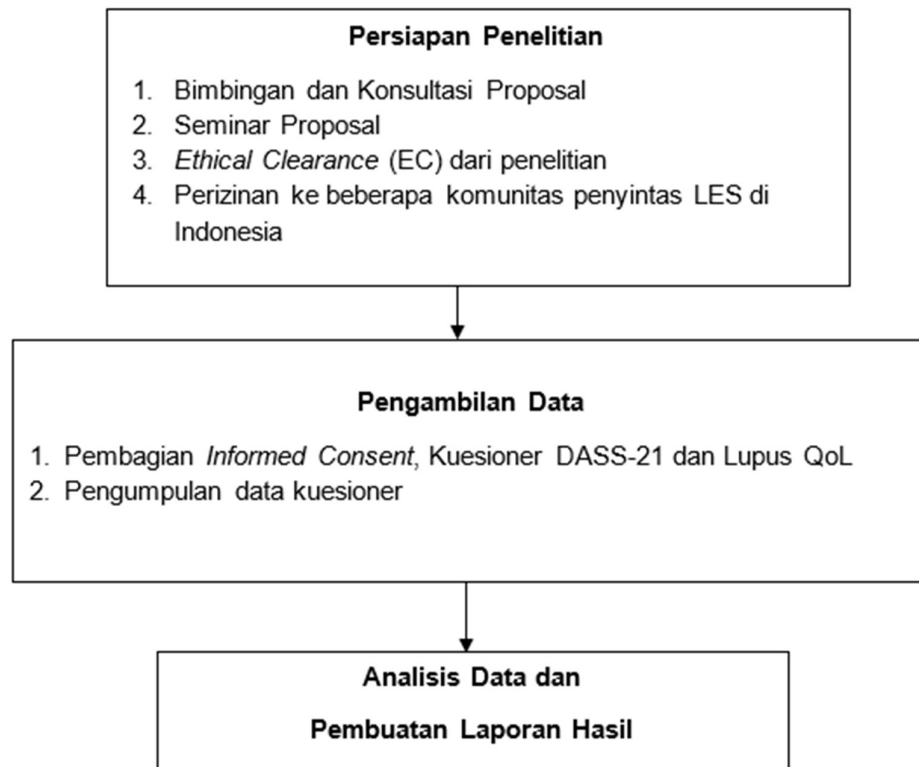 Persiapan Penelitian
1. Bimbingan dan Konsultasi Proposal
2. Seminar Proposal
3. Ethical Clearance (EC) dari penelitian
4. Perizinan ke beberapa komunitas penyintas LES di
Indonesia
Pengambilan Data
1. Pembagian Informed Consent, Kuesioner DASS-21 dan Lupus QoL
2. Pengumpulan data kuesioner
Analisis Data dan
Pembuatan Laporan Hasil